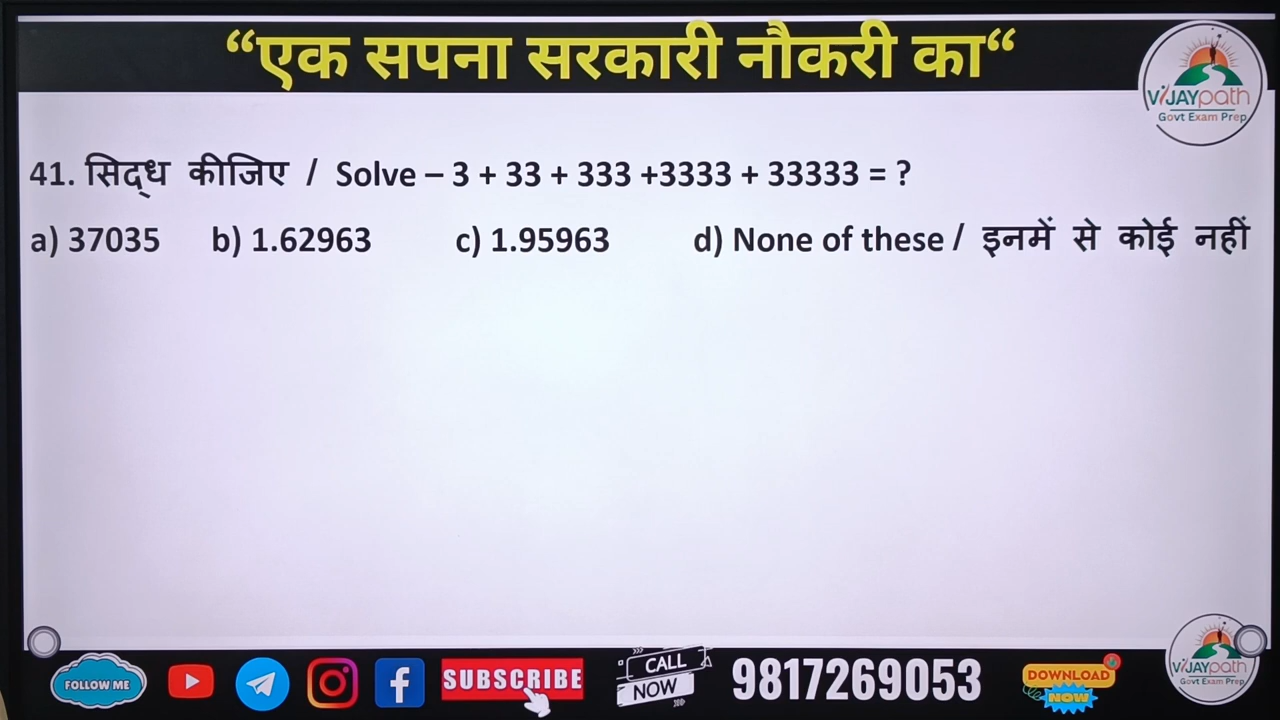 “एक सपना सरकारी नौकरी का“
VIJAYpath
Govt Exam Prep
41. सिद्ध कीजिए / Solve – 3 + 33 + 333 +3333 + 33333 = ?
a) 37035 b) 1.62963 c) 1.95963 d) None of these / इनमें से कोई नहीं
FOLLOW ME
SUBSCRIBE
CALL
NOW
9817269053
DOWNLOAD
NOW
VIJAYpath
Govt Exam Prep